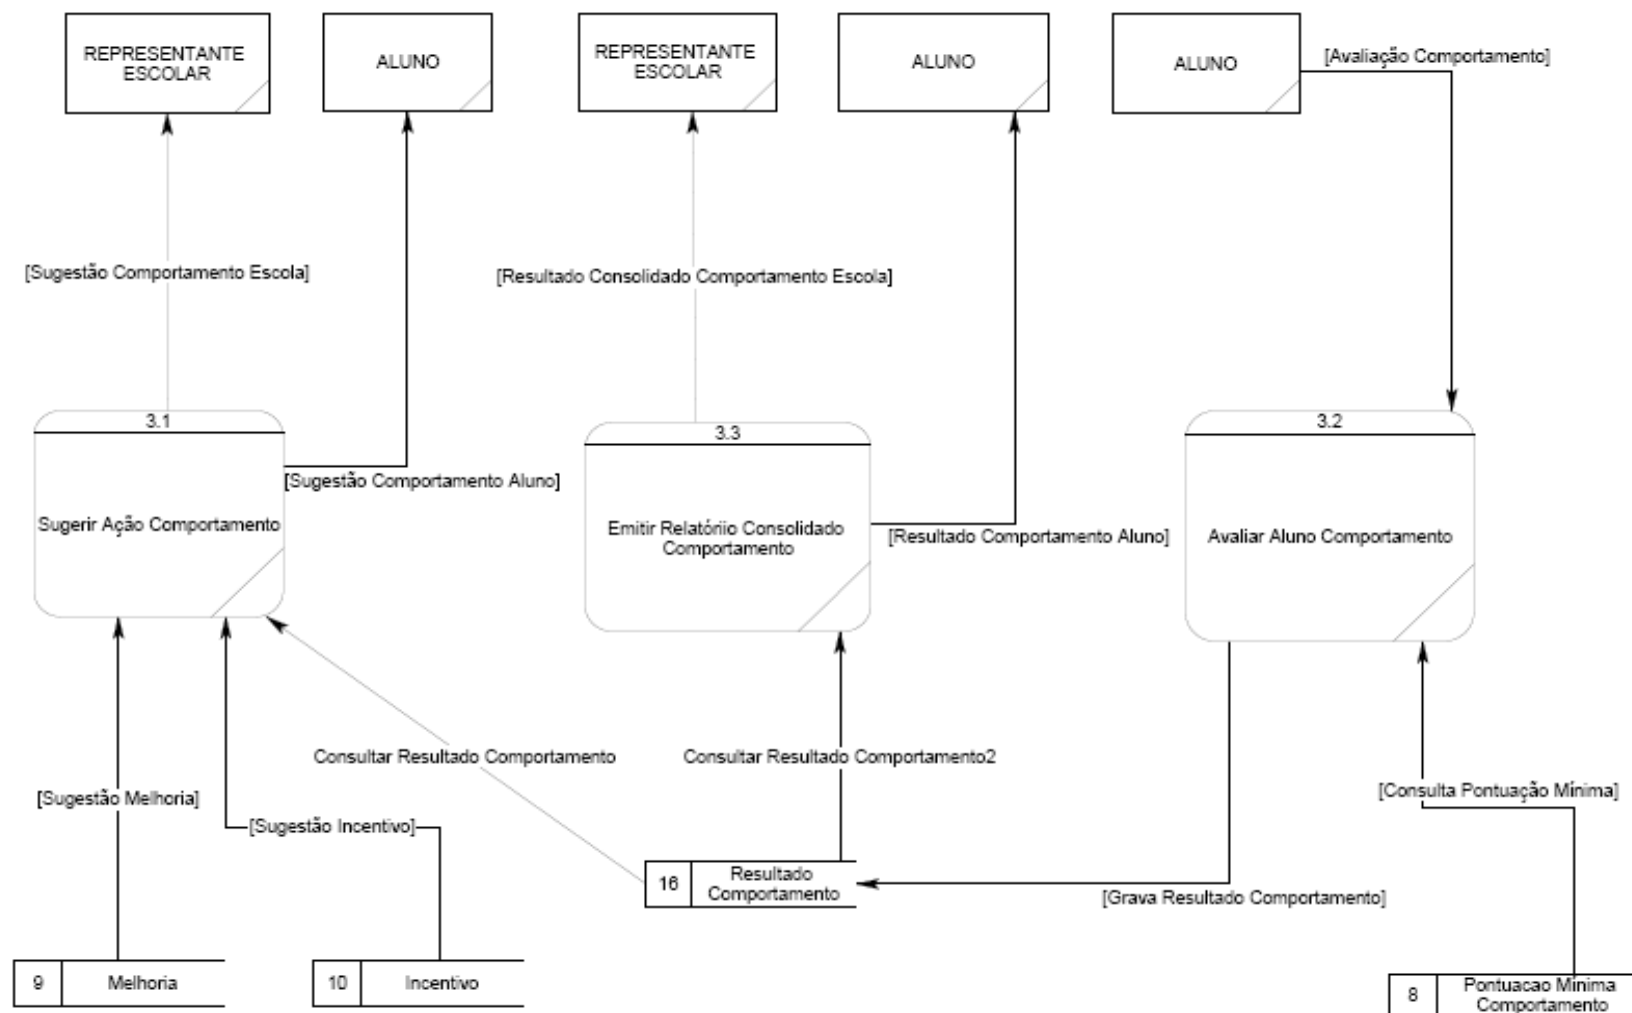 REPRESENTANTE
ESCOLAR
ALUNO
REPRESENTANTE
ESCOLAR
ALUNO
ALUNO
[Avaliação Comportamento]
[Sugestão Comportamento Escola]
[Resultado Consolidado Comportamento Escola]
3.1
Sugerir Ação Comportamento
[Sugestão Comportamento Aluno]
3.3
Emitir Relatóriio Consolidado
Comportamento
[Resultado Comportamento Aluno]
3.2
Avaliar Aluno Comportamento
Consultar Resultado Comportamento
Consultar Resultado Comportamento2
[Sugestão Melhoria]
[Sugestão Incentivo]
[Consulta Pontuação Mínima]
16
Resultado
Comportamento
[Grava Resultado Comportamento]
9
Melhoria
10
Incentivo
8
Pontuacao Minima
Comportamento